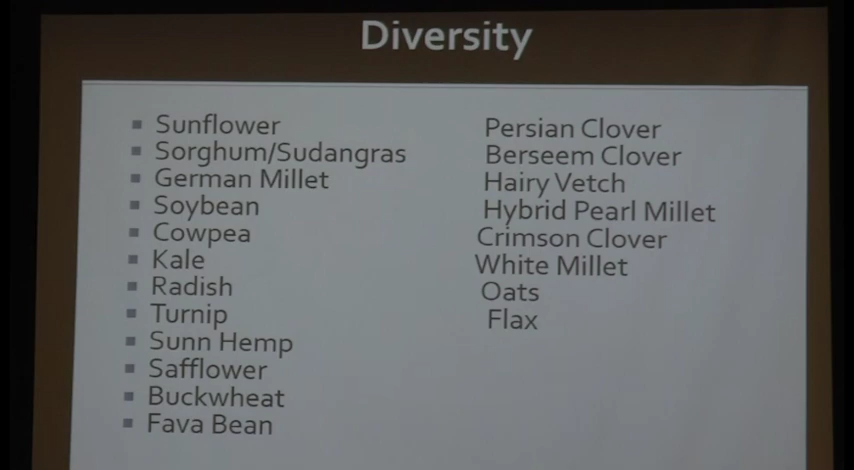 Diversity
Sunflower
Sorghum/Sudangras
German Millet
Soybean
Cowpea
Kale
Radish
Turnip
Sunn Hemp
Safflower
Buckwheat
Fava Bean
Persian Clover
Berseem Clover
Hairy Vetch
Hybrid Pearl Millet
Crimson Clover
White Millet
Oats
Flax